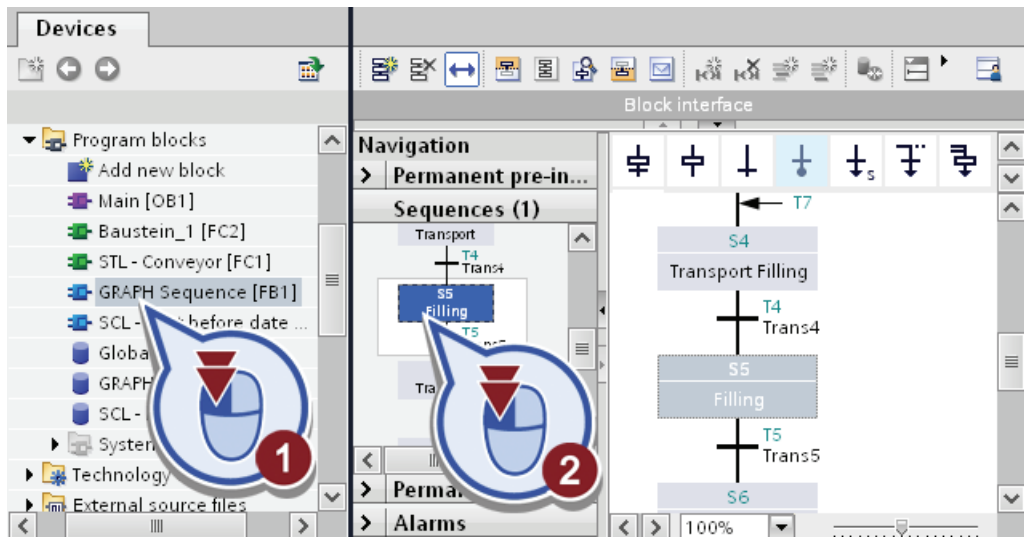 Devices
Program blocks
Add new block
Main [OB1]
Baustein_1 [FC2]
STL - Conveyor [FC1]
GRAPH Sequence [FB1]
SCL - before date ...
Globa
GRAPH
SCL -
System
Technology
External source files
1
Block interface
Navigation
Permanent pre-in...
Sequences (1)
Transport
T4
Trans4
S5
Filling
T5
Tra
2
Perma
Alarms
S
T7
S4
Transport Filling
T4
Trans4
S5
Filling
T5
Trans5
S6
100%